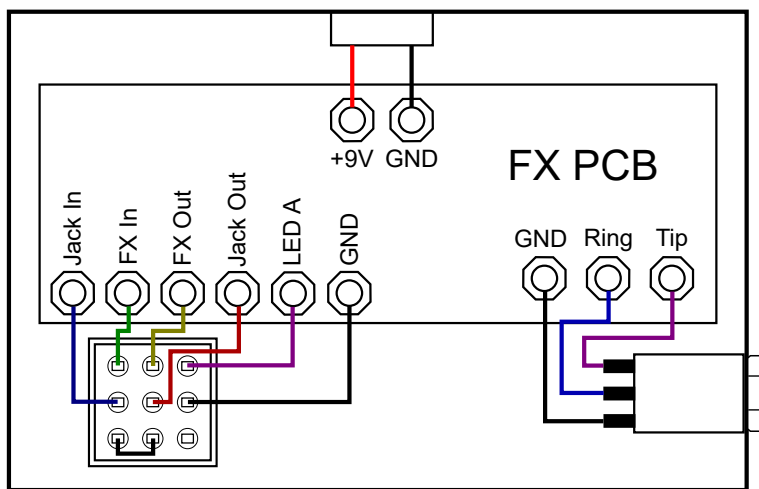 +9V GND
FX PCB
Jack In
FX In
FX Out
Jack Out
LED A
GND
GND Ring Tip